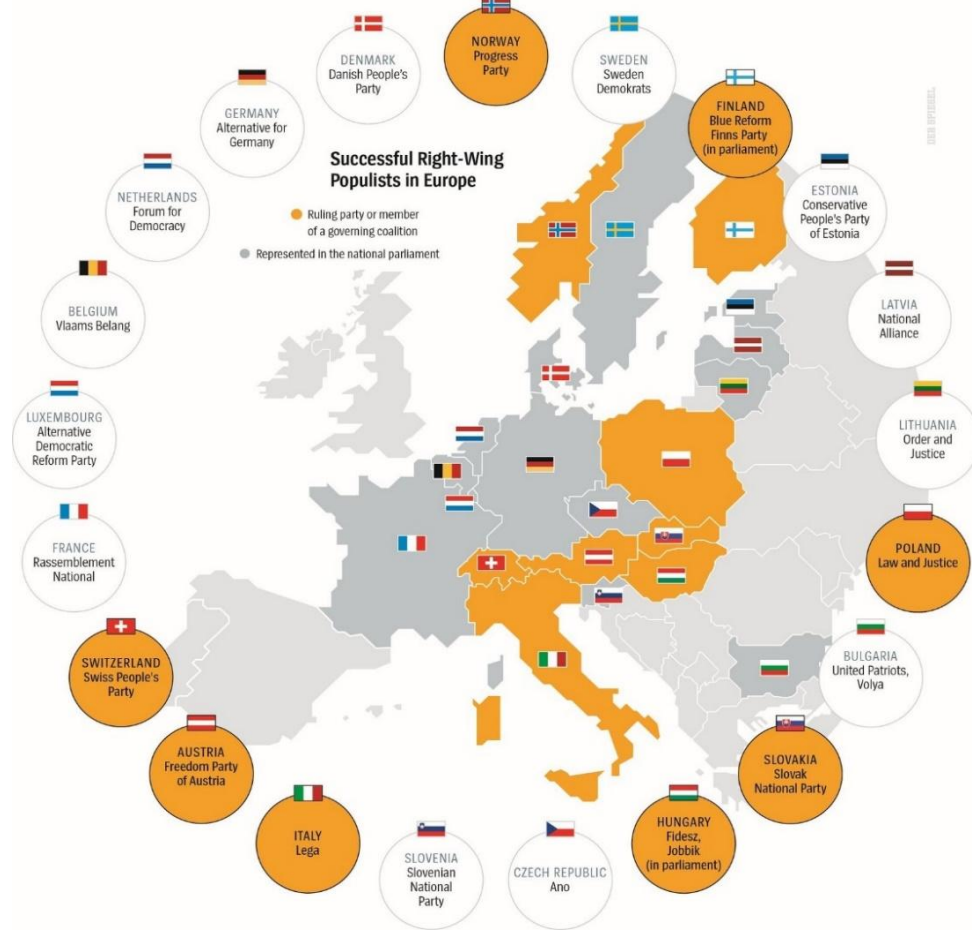 Successful Right-Wing
Populists in Europe
Ruling party or member
of a governing coalition
Represented in the national parliament
NORWAY
Progress
Party
SWEDEN
Sweden
Demokrats
FINLAND
Blue Reform
Finns Party
(in parliament)
ESTONIA
Conservative
People's Party
of Estonia
LATVIA
National
Alliance
LITHUANIA
Order and
Justice
POLAND
Law and Justice
BULGARIA
United Patriots,
Volya
SLOVAKIA
Slovak
National Party
HUNGARY
Fidesz,
Jobbik
(in parliament)
CZECH REPUBLIC
Ano
SLOVENIA
Slovenian
National
Party
ITALY
Lega
AUSTRIA
Freedom Party
of Austria
SWITZERLAND
Swiss People's
Party
FRANCE
Rassemblement
National
LUXEMBOURG
Alternative
Democratic
Reform Party
BELGIUM
Vlaams Belang
NETHERLANDS
Forum for
Democracy
GERMANY
Alternative for
Germany
DENMARK
Danish People's
Party
DER SPIEGEL